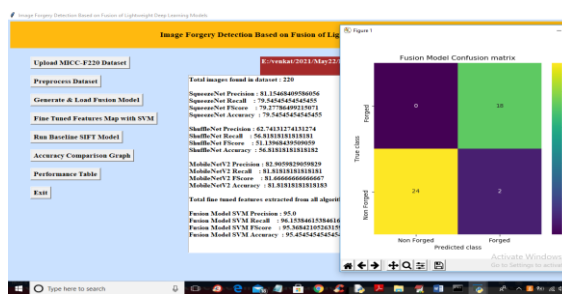 Image Forgery Detection Based on Fusion of Lightweight Deep Learning Models
Image Forgery Detection Based on Fusion of Lig
Upload MICC-F220 Dataset
Preprocess Dataset
Generate & Load Fusion Model
Fine Tuned Features Map with SVM
Run Baseline SIFT Model
Accuracy Comparison Graph
Performance Table
Exit
E:/venkat/2021/May22/
Total images found in dataset : 220
SqueezeNet Precision : 81.15468409586056
SqueezeNet Recall : 79.54545454545455
SqueezeNet FScore : 79.27786499215071
SqueezeNet Accuracy : 79.54545454545455
ShuffleNet Precision : 62.74131274131274
ShuffleNet Recall : 56.81818181818181
ShuffleNet FScore : 51.13968439509059
ShuffleNet Accuracy : 56.81818181818182
MobileNetV2 Precision : 82.9059829059829
MobileNetV2 Recall : 81.81818181818181
MobileNetV2 FScore : 81.66666666666667
MobileNetV2 Accuracy : 81.81818181818183
Total fine tuned features extracted from all algorit
Fusion Model SVM Precision : 95.0
Fusion Model SVM Recall : 96.15384615384616
Fusion Model SVM FScore : 95.3684210526315
Fusion Model SVM Accuracy : 95.4545454545454
Figure 1
Fusion Model Confusion matrix
True class
Forged
Non Forged
0
18
24
2
Non Forged
Forged
Predicted class
Activate Windows
Go to Settings to activat
Type here to search